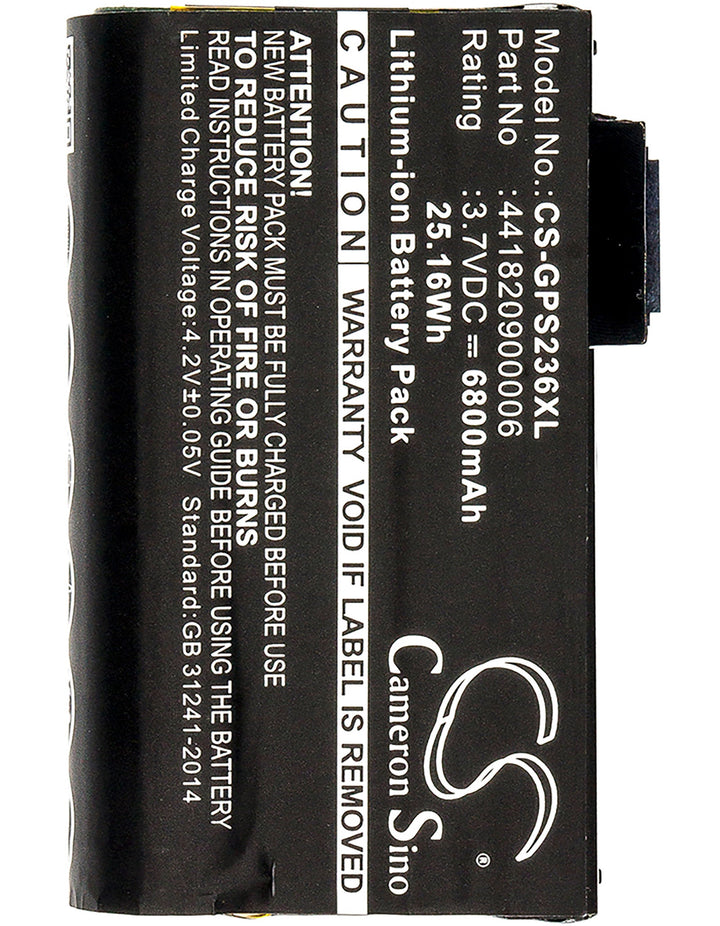 Model No.: CS-GPS236XL
Part No :441820900006
Rating :3.7VDC ⎓ 6800mAh
25.16Wh
Lithium-ion Battery Pack
CS
®
Cameron Sino
CAUTION| WARRANTY VOID IF LABEL IS REMOVED
ATTENTION!
NEW BATTERY PACK MUST BE FULLY CHARGED BEFORE USE
TO REDUCE RISK OF FIRE OR BURNS
READ INSTRUCTIONS IN OPERATING GUIDE BEFORE USING THE BATTERY
Limited Charge Voltage:4.2V±0.05V Standard:GB 31241-2014